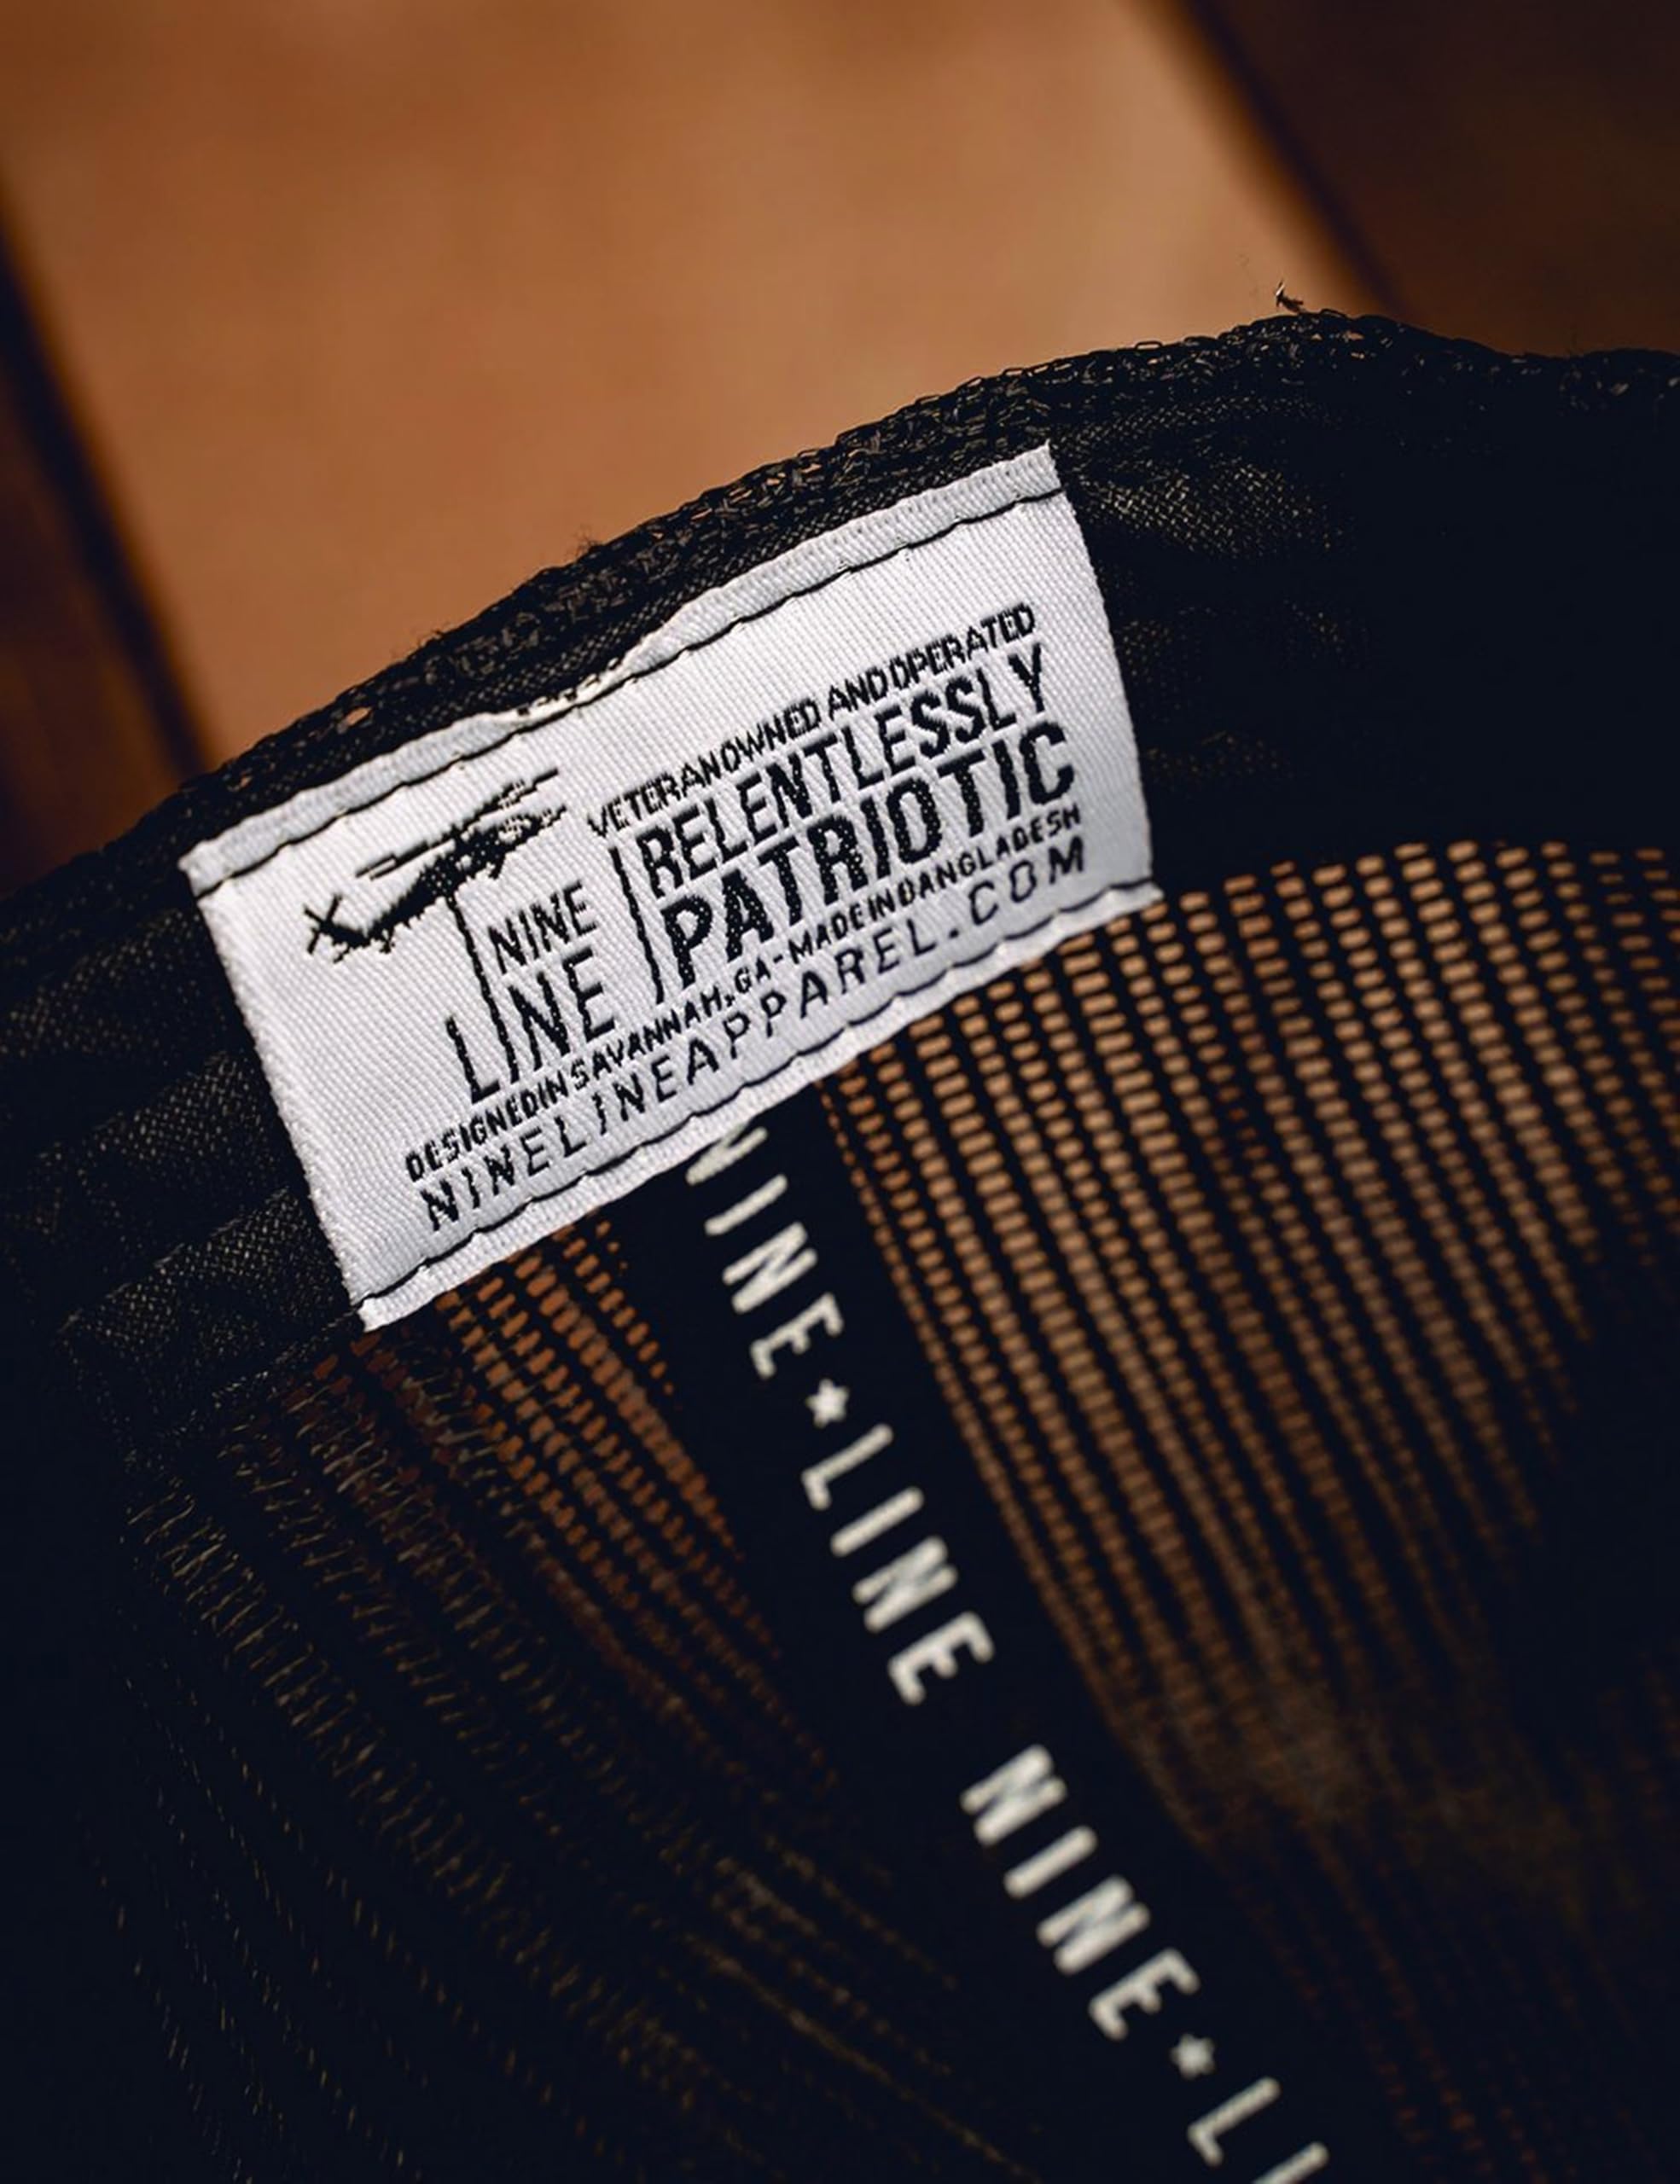 VETERAN OWNED AND OPERATED
NINE
LINE
RELENTLESSLY
PATRIOTIC
DESIGNED IN SAVANNAH, GA - MADE IN BANGLADESH
NINELINEAPPAREL.COM
NINE★LINE NINE★LI